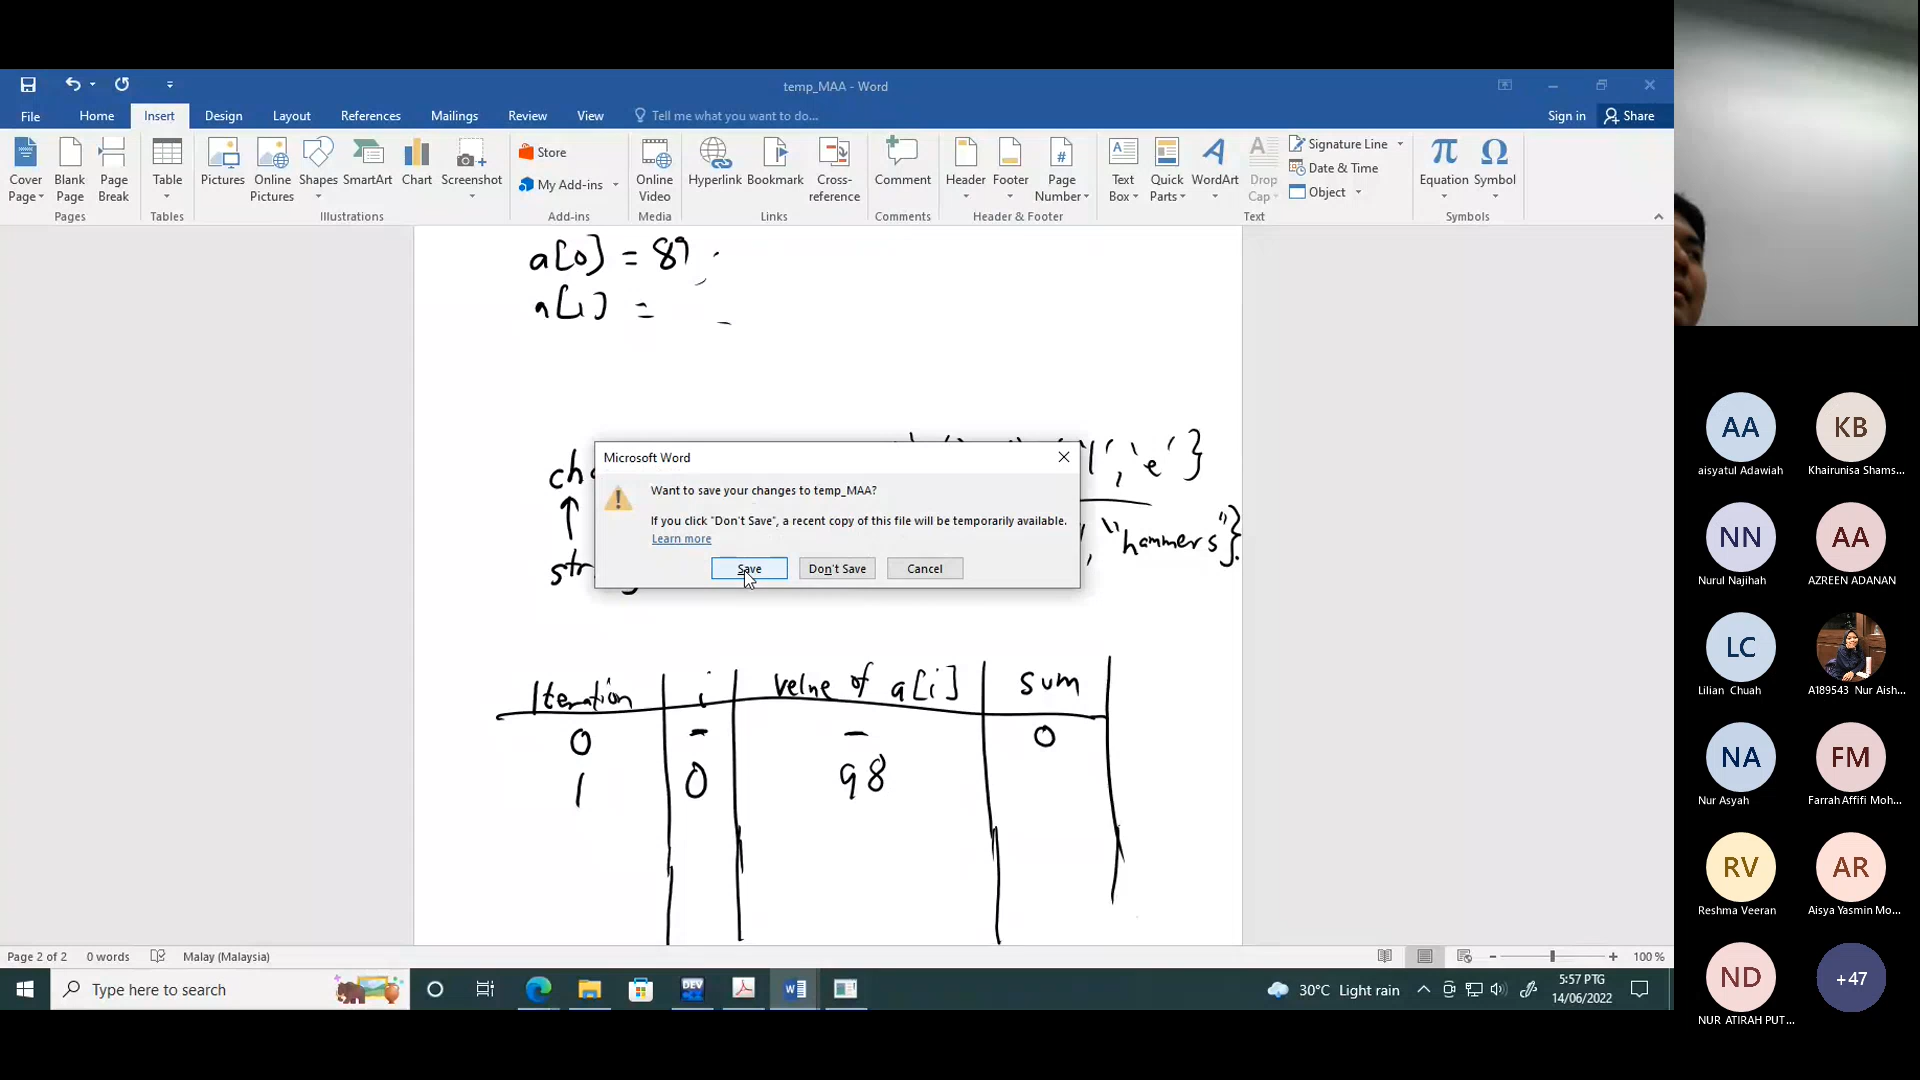 temp_MAA - Word
File Home Insert Design Layout References Mailings Review View Tell me what you want to do... Sign in Share
Cover Page Blank Page Page Break
Table
Pictures Online Pictures Shapes SmartArt Chart Screenshot
Store
My Add-ins
Online Video
Hyperlink Bookmark Cross-reference
Comment
Header Footer Page Number
Text Box Quick Parts WordArt Drop Cap
Signature Line
Date & Time
Object
Equation Symbol
Pages Tables Illustrations Add-ins Media Links Comments Header & Footer Text Symbols
a[0] = 89 ;
a[1] =
'e' }
"hammers" }.
Microsoft Word
Want to save your changes to temp_MAA?
If you click "Don't Save", a recent copy of this file will be temporarily available.
Learn more
Save Don't Save Cancel
Iteration i value of a[i] sum
0 - - 0
1 0 98
Page 2 of 2 0 words Malay (Malaysia) 100 %
Type here to search
DEV
30°C Light rain
5:57 PTG
14/06/2022
AA KB
aisyatul Adawiah Khairunisa Shams...
NN AA
Nurul Najihah AZREEN ADANAN
LC
Lilian Chuah A189543 Nur Aish...
NA FM
Nur Asyah Farrah Affifi Moh...
RV AR
Reshma Veeran Aisya Yasmin Mo...
ND +47
NUR ATIRAH PUT...